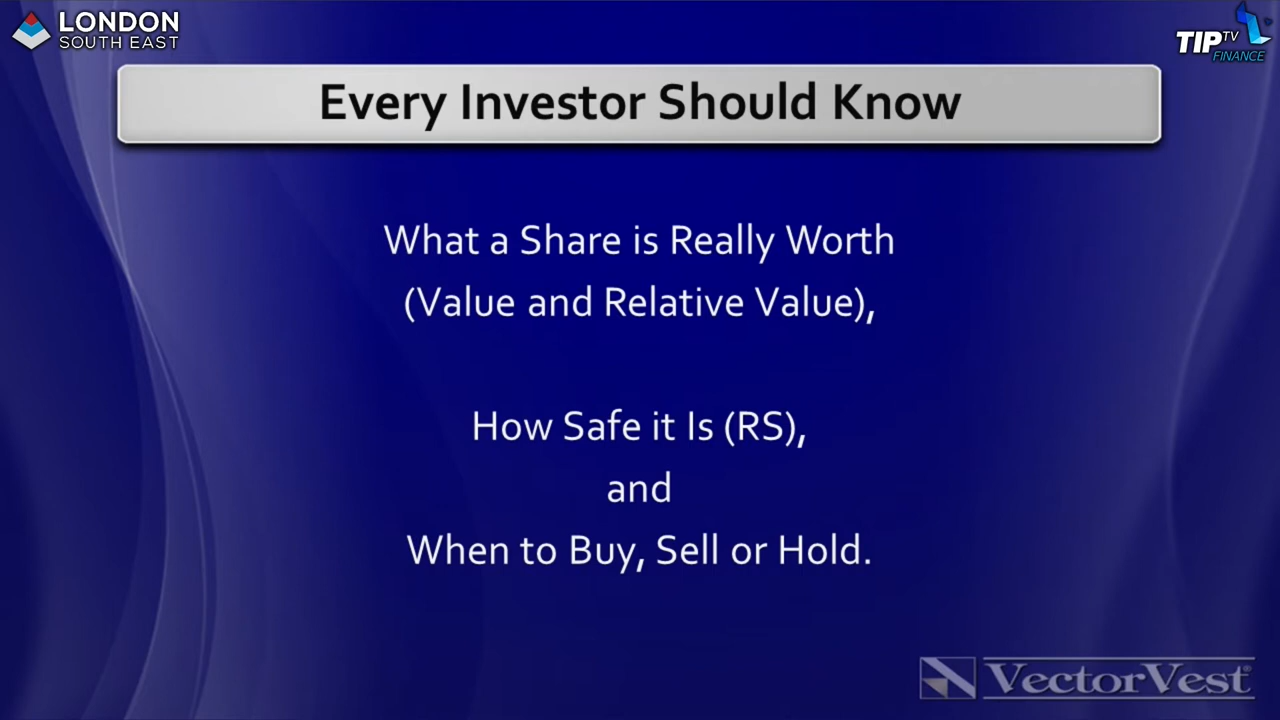 LONDON
SOUTH EAST
TIP TV
FINANCE
Every Investor Should Know
What a Share is Really Worth
(Value and Relative Value),
How Safe it Is (RS),
and
When to Buy, Sell or Hold.
VectorVest®